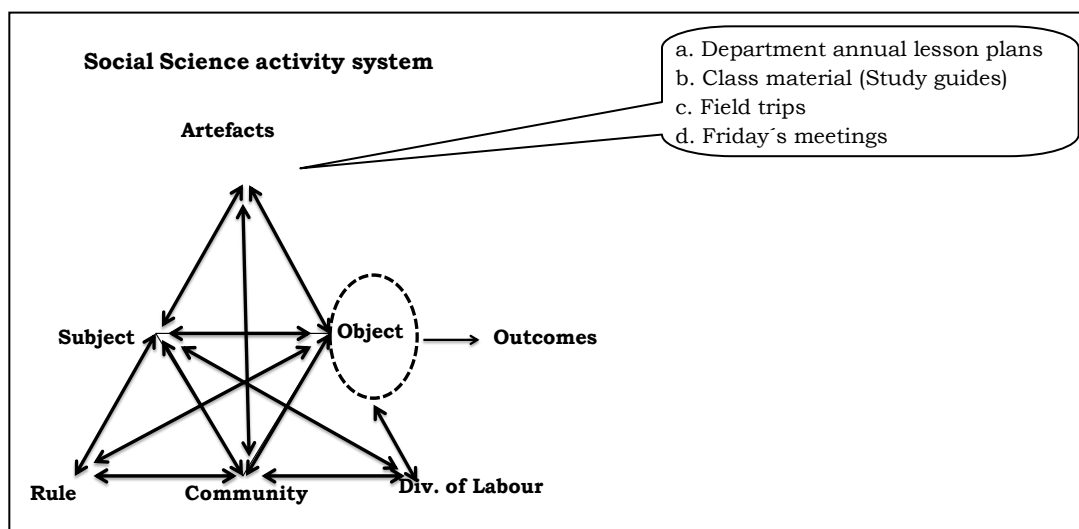 Social Science activity system
a. Department annual lesson plans
b. Class material (Study guides)
c. Field trips
d. Friday´s meetings
Artefacts
Subject
Object
Outcomes
Rule
Community
Div. of Labour